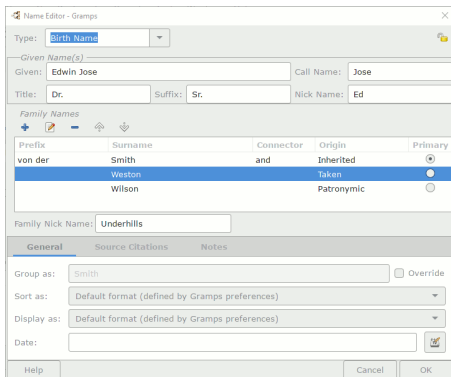 Name Editor - Gramps
Type: Birth Name
Given Name(s)
Given: Edwin Jose Call Name: Jose
Title: Dr. Suffix: Sr. Nick Name: Ed
Family Names
Prefix Surname Connector Origin Primary
von der Smith and Inherited
Weston Taken
Wilson Patronymic
Family Nick Name: Underhills
General Source Citations Notes
Group as: Smith Override
Sort as: Default format (defined by Gramps preferences)
Display as: Default format (defined by Gramps preferences)
Date:
Help Cancel OK